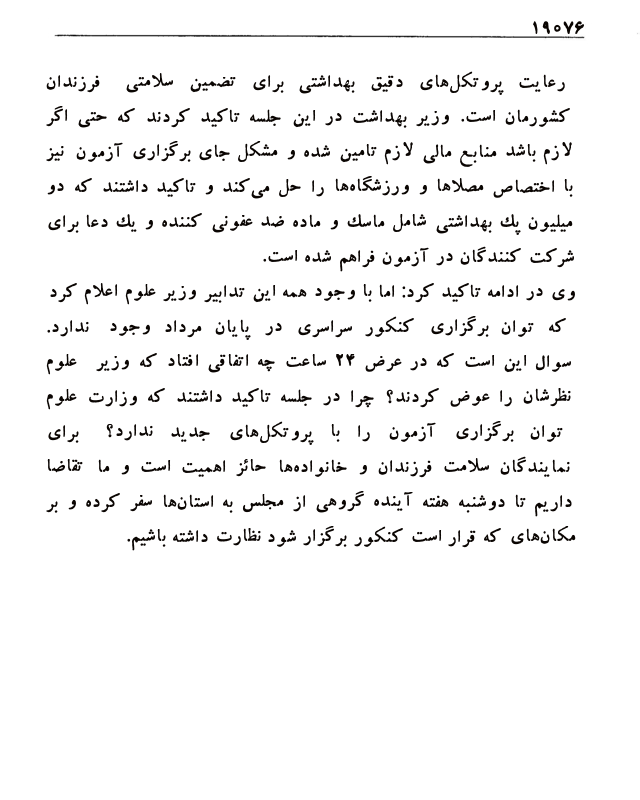 ۱۹۰۷۶
رعایت پروتکل‌های دقیق بهداشتی برای تضمین سلامتی فرزندان
کشورمان است. وزیر بهداشت در این جلسه تاکید کردند که حتی اگر
لازم باشد منابع مالی لازم تامین شده و مشکل جای برگزاری آزمون نیز
با اختصاص مصلاها و ورزشگاه‌ها را حل می‌کند و تاکید داشتند که دو
میلیون پك بهداشتی شامل ماسك و ماده ضد عفونی کننده و یك دعا برای
شرکت کنندگان در آزمون فراهم شده است.
وی در ادامه تاکید کرد: اما با وجود همه این تدابیر وزیر علوم اعلام کرد
که توان برگزاری کنکور سراسری در پایان مرداد وجود ندارد.
سوال این است که در عرض ۲۴ ساعت چه اتفاقی افتاد که وزیر علوم
نظرشان را عوض کردند؟ چرا در جلسه تاکید داشتند که وزارت علوم
توان برگزاری آزمون را با پروتکل‌های جدید ندارد؟ برای
نمایندگان سلامت فرزندان و خانواده‌ها حائز اهمیت است و ما تقاضا
داریم تا دوشنبه هفته آینده گروهی از مجلس به استان‌ها سفر کرده و بر
مکان‌های که قرار است کنکور برگزار شود نظارت داشته باشیم.